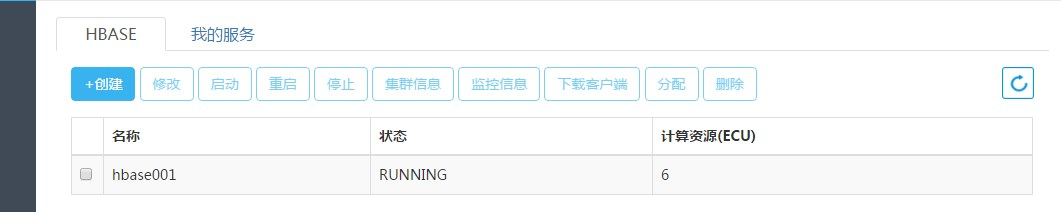 HBASE 我的服务
+创建 修改 启动 重启 停止 集群信息 监控信息 下载客户端 分配 删除
名称 状态 计算资源(ECU)
hbase001 RUNNING 6